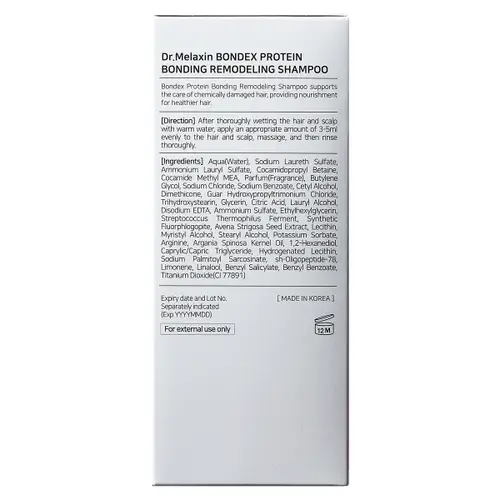 Dr.Melaxin BONDEX PROTEIN
BONDING REMODELING SHAMPOO
Bondex Protein Bonding Remodeling Shampoo supports
the care of chemically damaged hair, providing nourishment
for healthier hair.
[Direction] After thoroughly wetting the hair and scalp
with warm water, apply an appropriate amount of 3-5ml
evenly to the hair and scalp, massage, and then rinse
thoroughly.
[Ingredients] Aqua(Water), Sodium Laureth Sulfate,
Ammonium Lauryl Sulfate, Cocamidopropyl Betaine,
Cocamide Methyl MEA, Parfum(Fragrance), Butylene
Glycol, Sodium Chloride, Sodium Benzoate, Cetyl Alcohol,
Dimethicone, Guar Hydroxypropyltrimonium Chloride,
Trihydroxystearin, Glycerin, Citric Acid, Lauryl Alcohol,
Disodium EDTA, Ammonium Sulfate, Ethylhexylglycerin,
Streptococcus Thermophilus Ferment, Synthetic
Fluorphlogopite, Avena Strigosa Seed Extract, Lecithin,
Myristyl Alcohol, Stearyl Alcohol, Potassium Sorbate,
Arginine, Argania Spinosa Kernel Oil, 1,2-Hexanediol,
Caprylic/Capric Triglyceride, Hydrogenated Lecithin,
Sodium Palmitoyl Sarcosinate, sh-Oligopeptide-78,
Limonene, Linalool, Benzyl Salicylate, Benzyl Benzoate,
Titanium Dioxide(CI 77891)
Expiry date and Lot No. [ MADE IN KOREA ]
Separately indicated
(Exp YYYYMMDD)
For external use only
12M